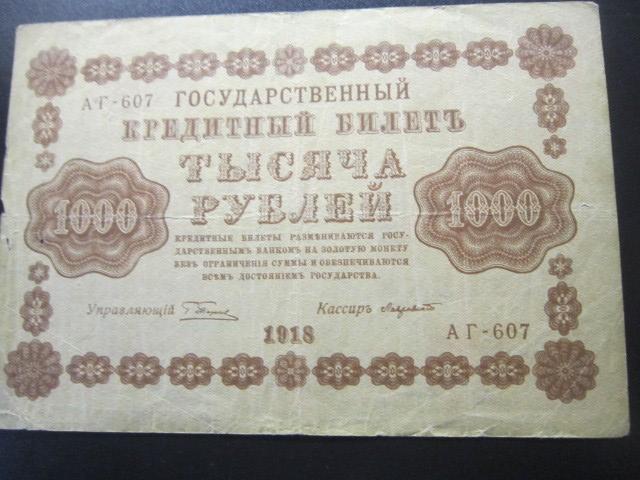 АГ-607 ГОСУДАРСТВЕННЫЙ
КРЕДИТНЫЙ БИЛЕТЪ
ТЫСЯЧА
РУБЛЕЙ
1000 1000
КРЕДИТНЫЕ БИЛЕТЫ РАЗМѢНИВАЮТСЯ ГОСУ-
ДАРСТВЕННЫМЪ БАНКОМЪ НА ЗОЛОТУЮ МОНЕТУ
БЕЗЪ ОГРАНИЧЕНІЯ СУММЫ И ОБЕЗПЕЧИВАЮТСЯ
ВСѢМЪ ДОСТОЯНІЕМЪ ГОСУДАРСТВА.
Управляющій Кассиръ
1918 АГ-607